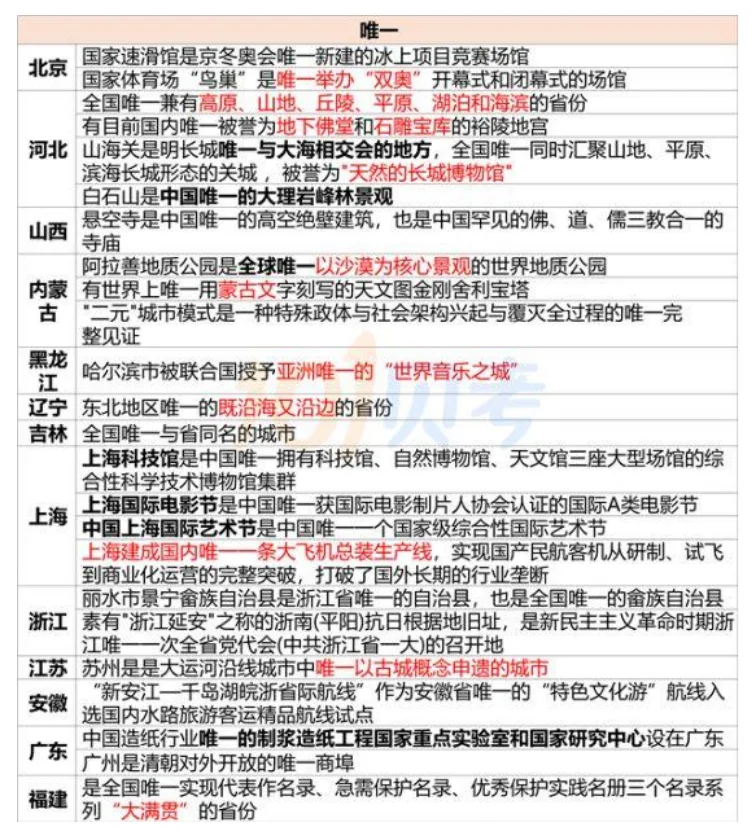 唯一
北京
国家速滑馆是京冬奥会唯一新建的冰上项目竞赛场馆
国家体育场“鸟巢”是唯一举办“双奥”开幕式和闭幕式的场馆
河北
全国唯一兼有高原、山地、丘陵、平原、湖泊和海滨的省份
有目前国内唯一被誉为地下佛堂和石雕宝库的裕陵地宫
山海关是明长城唯一与大海相交会的地方，全国唯一同时汇聚山地、平原、
滨海长城形态的关城 ，被誉为"天然的长城博物馆"
白石山是中国唯一的大理岩峰林景观
山西
悬空寺是中国唯一的高空绝壁建筑，也是中国罕见的佛、道、儒三教合一的
寺庙
内蒙
古
阿拉善地质公园是全球唯一以沙漠为核心景观的世界地质公园
有世界上唯一用蒙古文字刻写的天文图金刚舍利宝塔
"二元"城市模式是一种特殊政体与社会架构兴起与覆灭全过程的唯一完
整见证
黑龙
江
哈尔滨市被联合国授予亚洲唯一的“世界音乐之城”
辽宁
东北地区唯一的既沿海又沿边的省份
吉林
全国唯一与省同名的城市
上海
上海科技馆是中国唯一拥有科技馆、自然博物馆、天文馆三座大型场馆的综
合性科学技术博物馆集群
上海国际电影节是中国唯一获国际电影制片人协会认证的国际A类电影节
中国上海国际艺术节是中国唯一一个国家级综合性国际艺术节
上海建成国内唯一一条大飞机总装生产线，实现国产民航客机从研制、试飞
到商业化运营的完整突破，打破了国外长期的行业垄断
浙江
丽水市景宁畲族自治县是浙江省唯一的自治县，也是全国唯一的畲族自治县
素有"浙江延安"之称的浙南(平阳)抗日根据地旧址，是新民主主义革命时期浙
江唯一一次全省党代会(中共浙江省一大)的召开地
江苏
苏州是是大运河沿线城市中唯一以古城概念申遗的城市
安徽
“新安江—千岛湖皖浙省际航线”作为安徽省唯一的“特色文化游”航线入
选国内水路旅游客运精品航线试点
广东
中国造纸行业唯一的制浆造纸工程国家重点实验室和国家研究中心设在广东
广州是清朝对外开放的唯一商埠
福建
是全国唯一实现代表作名录、急需保护名录、优秀保护实践名册三个名录系
列“大满贯”的省份